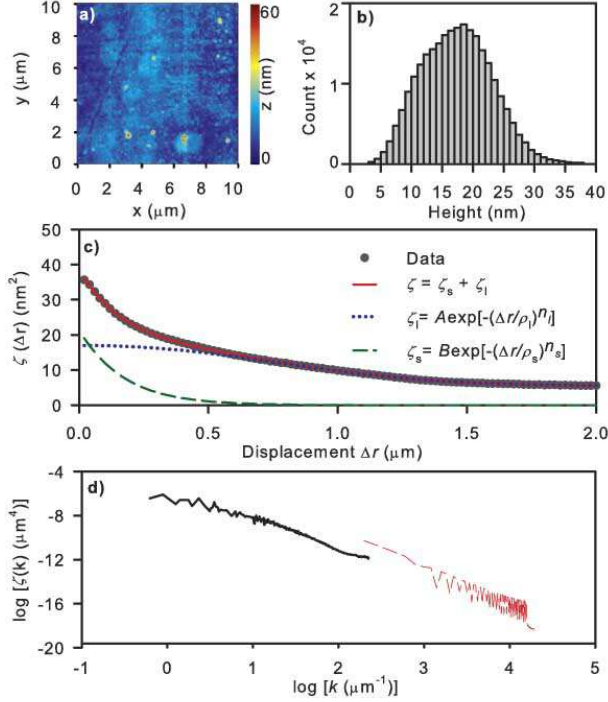 a)
60
z (nm)
0
10
8
6
4
2
0
y (μm)
0 2 4 6 8 10
x (μm)
b)
2
1
0
Count x 10⁴
0 5 10 15 20 25 30 35 40
Height (nm)
c)
50
40
30
20
10
0
ζ (Δr) (nm²)
Data
ζ = ζs + ζl
ζl = Aexp[-(Δr/ρl)ⁿl]
ζs = Bexp[-(Δr/ρs)ⁿs]
0.0 0.5 1.0 1.5 2.0
Displacement Δr (μm)
d)
-4
-8
-12
-16
-20
log [ζ(k) (μm⁴)]
-1 0 1 2 3 4 5
log [k (μm⁻¹)]